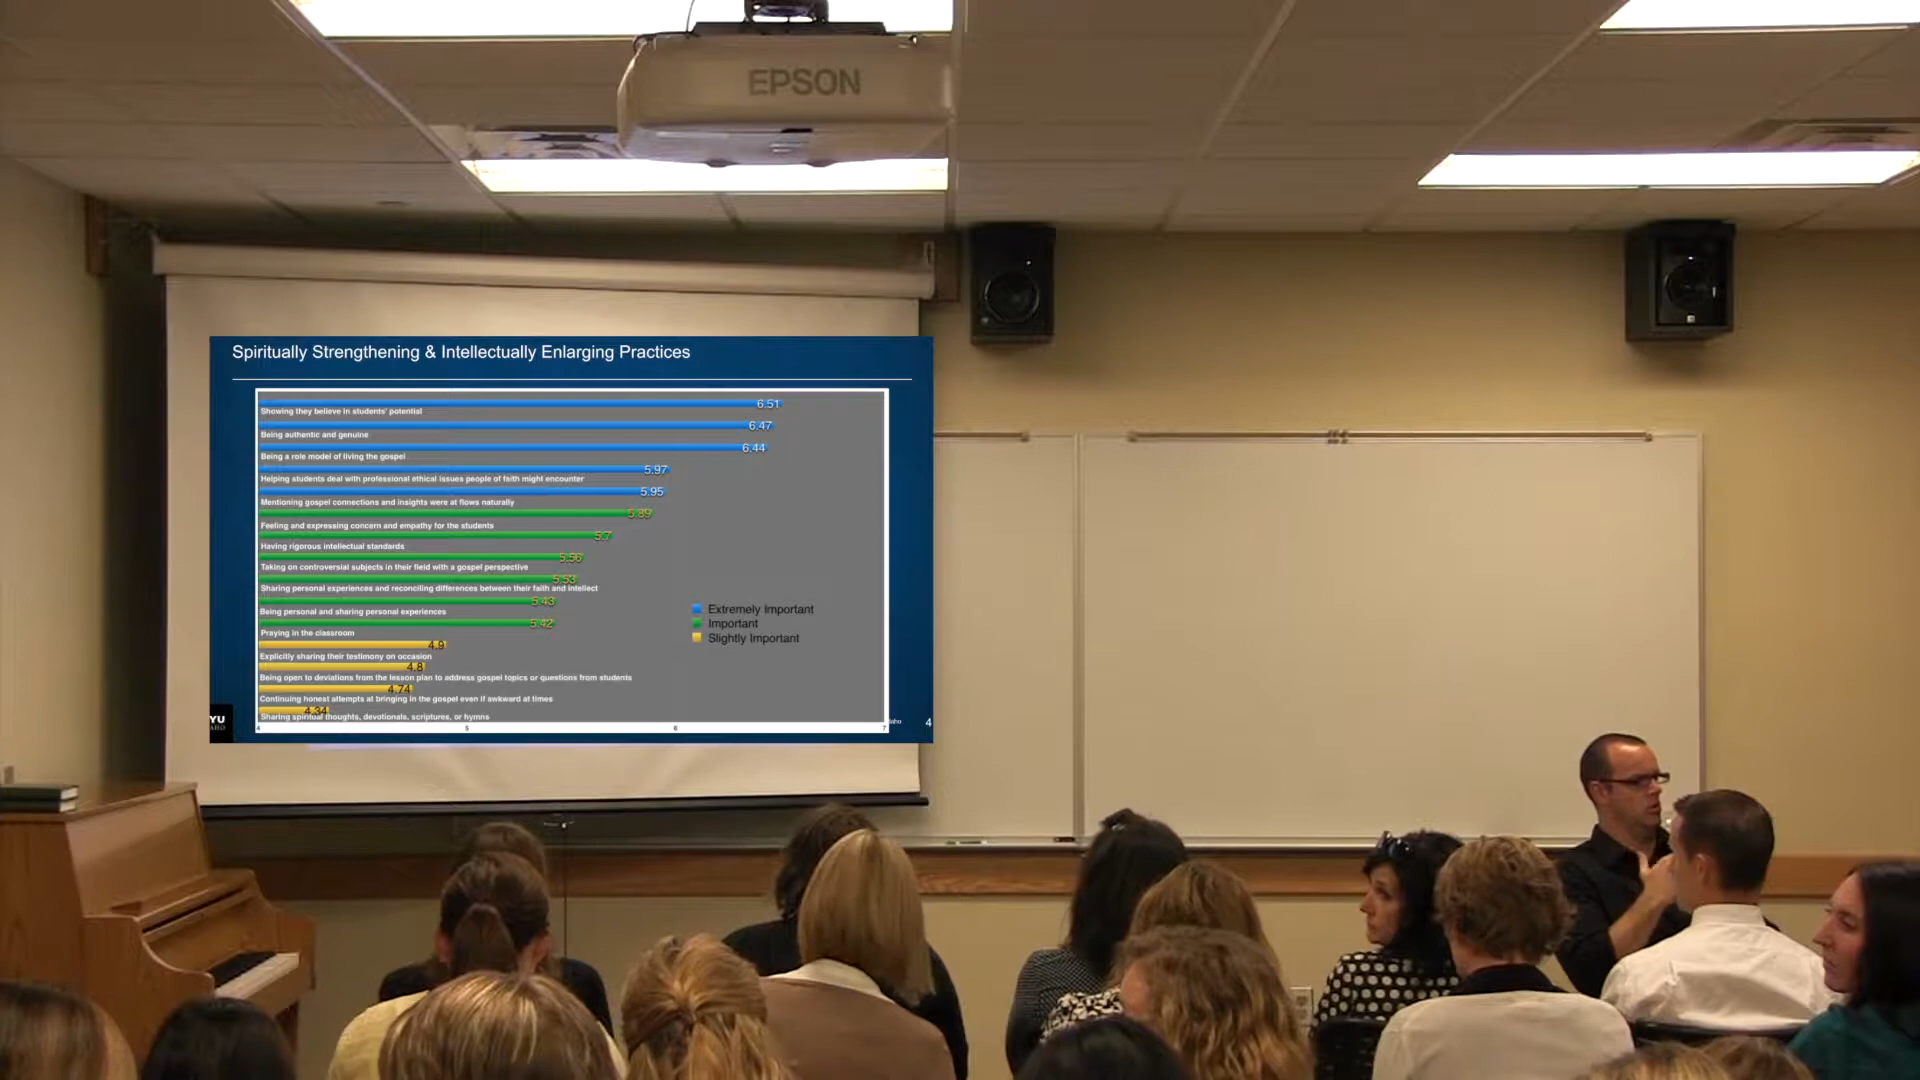 EPSON
Spiritually Strengthening & Intellectually Enlarging Practices
6.51
Showing they believe in students' potential
6.47
Being authentic and genuine
6.44
Being a role model of living the gospel
5.97
Helping students deal with professional ethical issues people of faith might encounter
5.95
Mentioning gospel connections and insights were at flows naturally
5.89
Feeling and expressing concern and empathy for the students
5.7
Having rigorous intellectual standards
5.56
Taking on controversial subjects in their field with a gospel perspective
5.53
Sharing personal experiences and reconciling differences between their faith and intellect
5.43
Being personal and sharing personal experiences
5.42
Praying in the classroom
4.9
Explicitly sharing their testimony on occasion
4.8
Being open to deviations from the lesson plan to address gospel topics or questions from students
4.74
Continuing honest attempts at bringing in the gospel even if awkward at times
4.34
Sharing spiritual thoughts, devotionals, scriptures, or hymns
Extremely Important
Important
Slightly Important
4 5 6 7
YU
AHO
daho
4